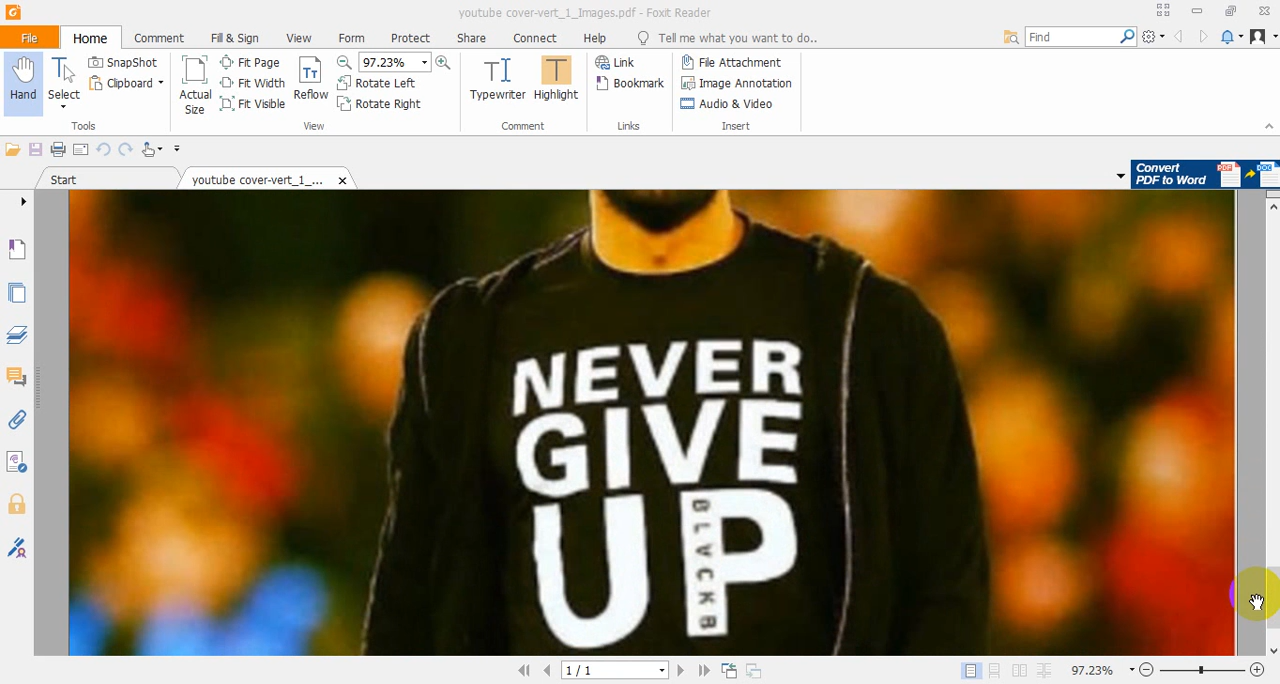 youtube cover-vert_1_Images.pdf - Foxit Reader
File Home Comment Fill & Sign View Form Protect Share Connect Help Tell me what you want to do.. Find
Hand
Select
SnapShot
Clipboard
Tools
Actual Size
Fit Page
Fit Width
Fit Visible
Reflow
97.23%
Rotate Left
Rotate Right
View
Typewriter
Highlight
Comment
Link
Bookmark
Links
File Attachment
Image Annotation
Audio & Video
Insert
Start
youtube cover-vert_1_...
Convert
PDF to Word
PDF
DOC
NEVER
GIVE
UP
BLVCKB
1 / 1
97.23%